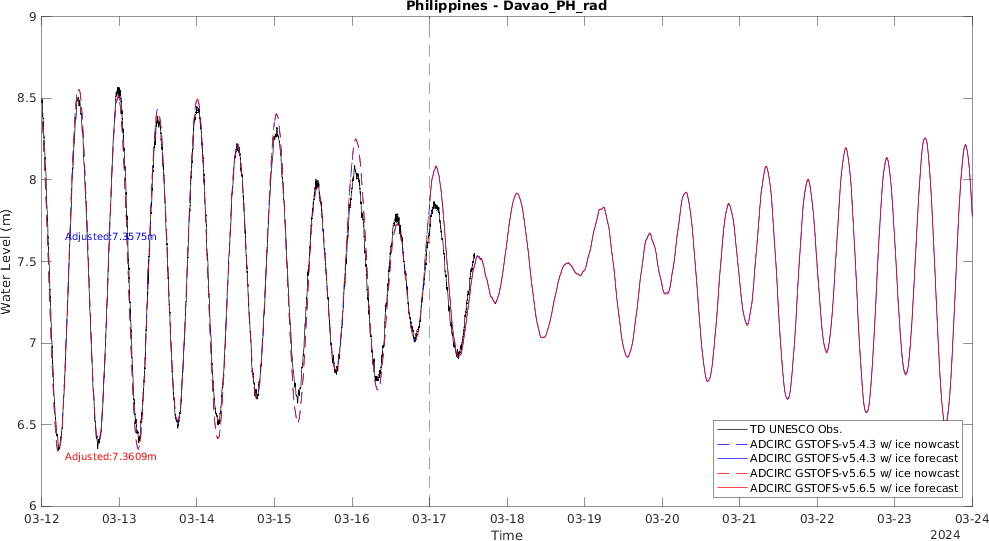 Philippines - Davao_PH_rad
Water Level (m)
9
8.5
8
7.5
7
6.5
6
Adjusted:7.3575m
Adjusted:7.3609m
TD UNESCO Obs.
ADCIRC GSTOFS-v5.4.3 w/ ice nowcast
ADCIRC GSTOFS-v5.4.3 w/ ice forecast
ADCIRC GSTOFS-v5.6.5 w/ ice nowcast
ADCIRC GSTOFS-v5.6.5 w/ ice forecast
03-12 03-13 03-14 03-15 03-16 03-17 03-18 03-19 03-20 03-21 03-22 03-23 03-24
Time
2024